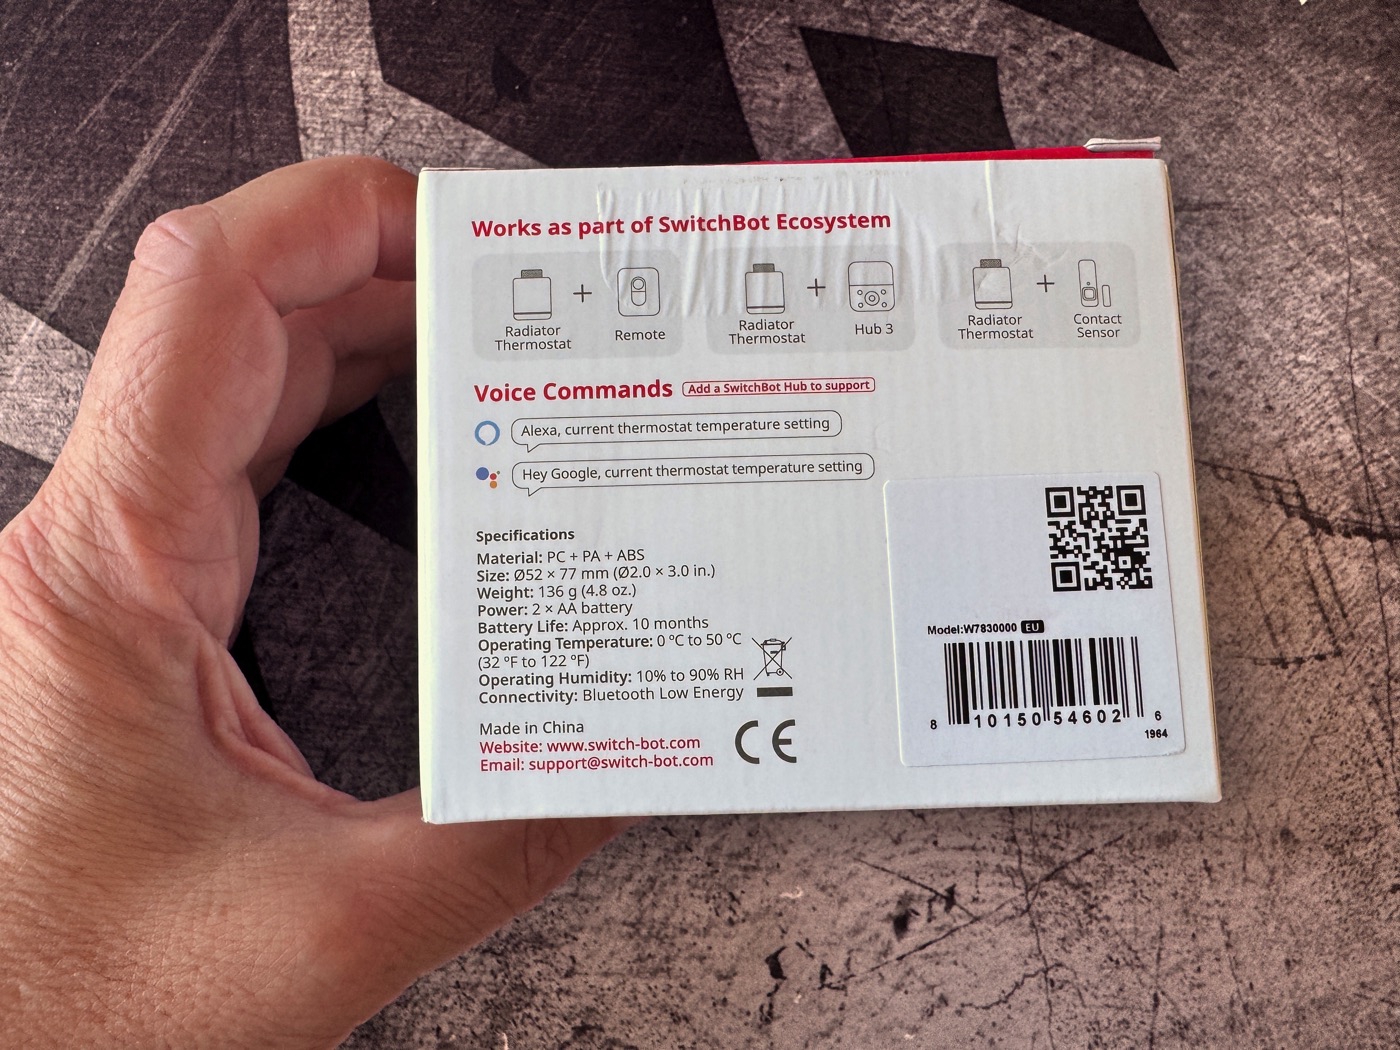 Works as part of SwitchBot Ecosystem
Radiator Thermostat
+
Remote
Radiator Thermostat
+
Hub 3
Radiator Thermostat
+
Contact Sensor
Voice Commands Add a SwitchBot Hub to support
Alexa, current thermostat temperature setting
Hey Google, current thermostat temperature setting
Specifications
Material: PC + PA + ABS
Size: Ø52 × 77 mm (Ø2.0 × 3.0 in.)
Weight: 136 g (4.8 oz.)
Power: 2 × AA battery
Battery Life: Approx. 10 months
Operating Temperature: 0 ℃ to 50 ℃
(32 ℉ to 122 ℉)
Operating Humidity: 10% to 90% RH
Connectivity: Bluetooth Low Energy
Made in China
Website: www.switch-bot.com
Email: support@switch-bot.com
CE
Model:W7830000 EU
8 10150 54602 6
1964